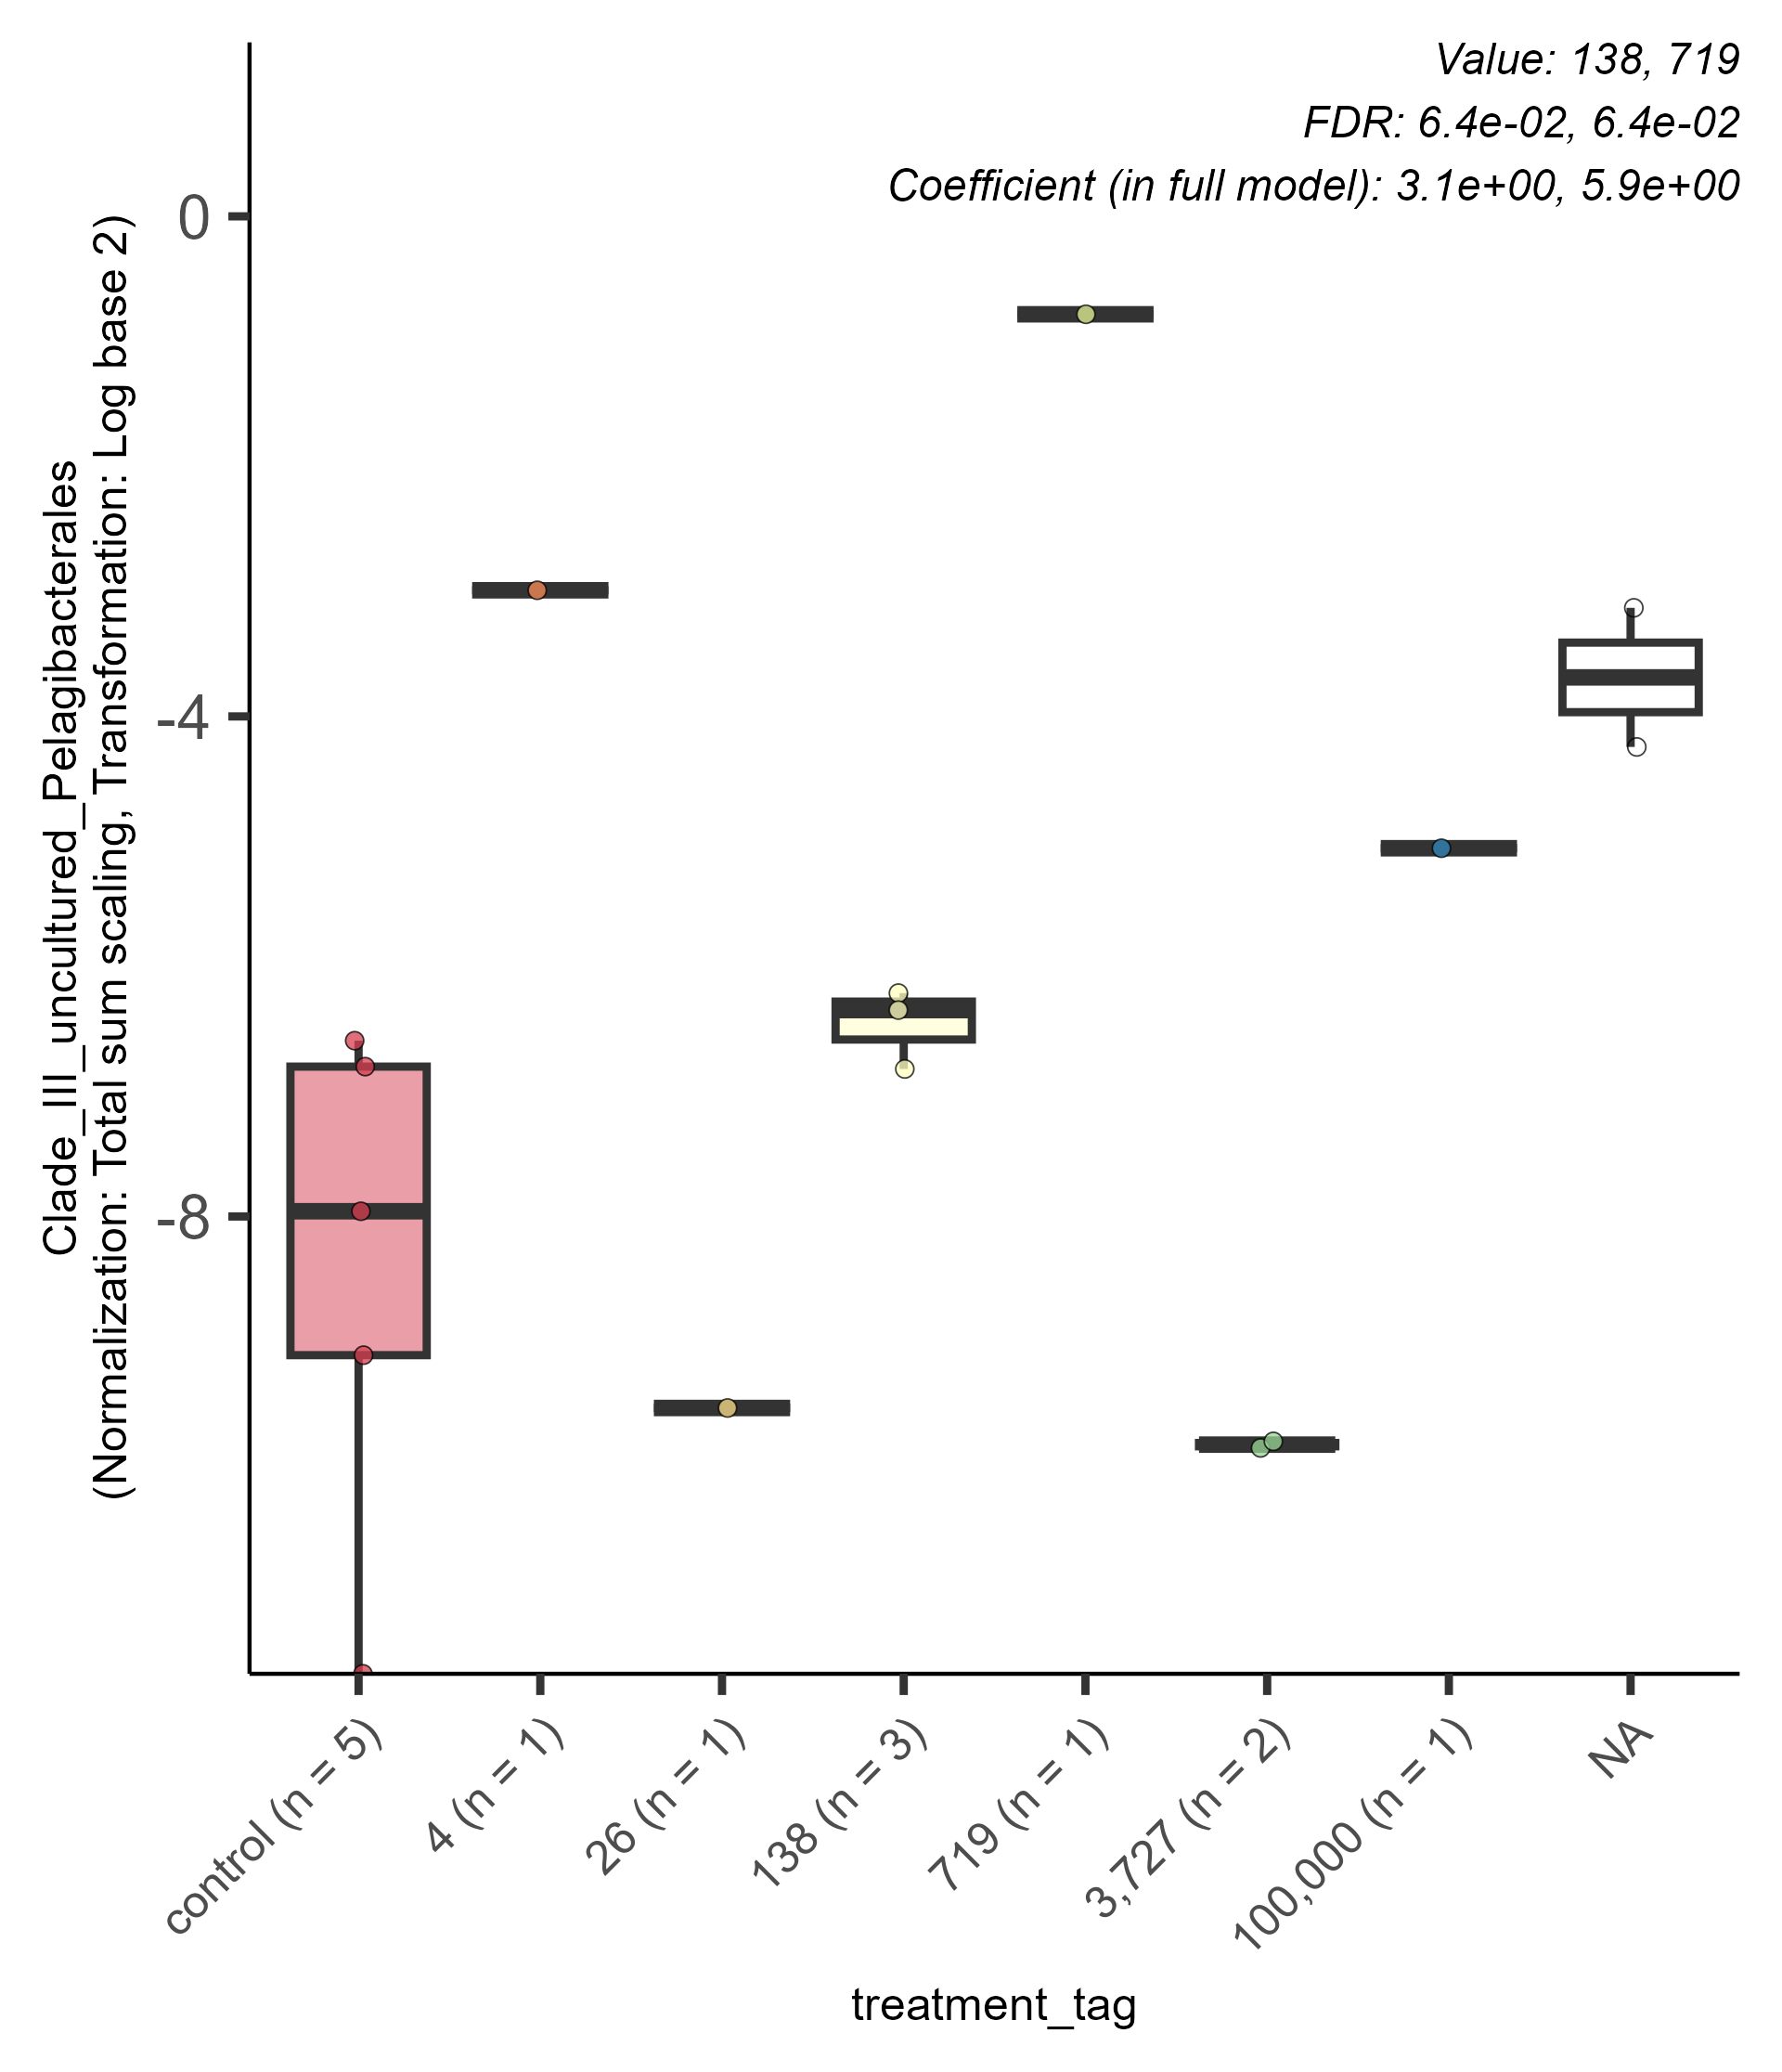 Value: 138, 719
FDR: 6.4e-02, 6.4e-02
Coefficient (in full model): 3.1e+00, 5.9e+00
Clade_III_uncultured_Pelagibacterales
(Normalization: Total sum scaling, Transformation: Log base 2)
0
-4
-8
control (n = 5)
4 (n = 1)
26 (n = 1)
138 (n = 3)
719 (n = 1)
3,727 (n = 2)
100,000 (n = 1)
NA
treatment_tag